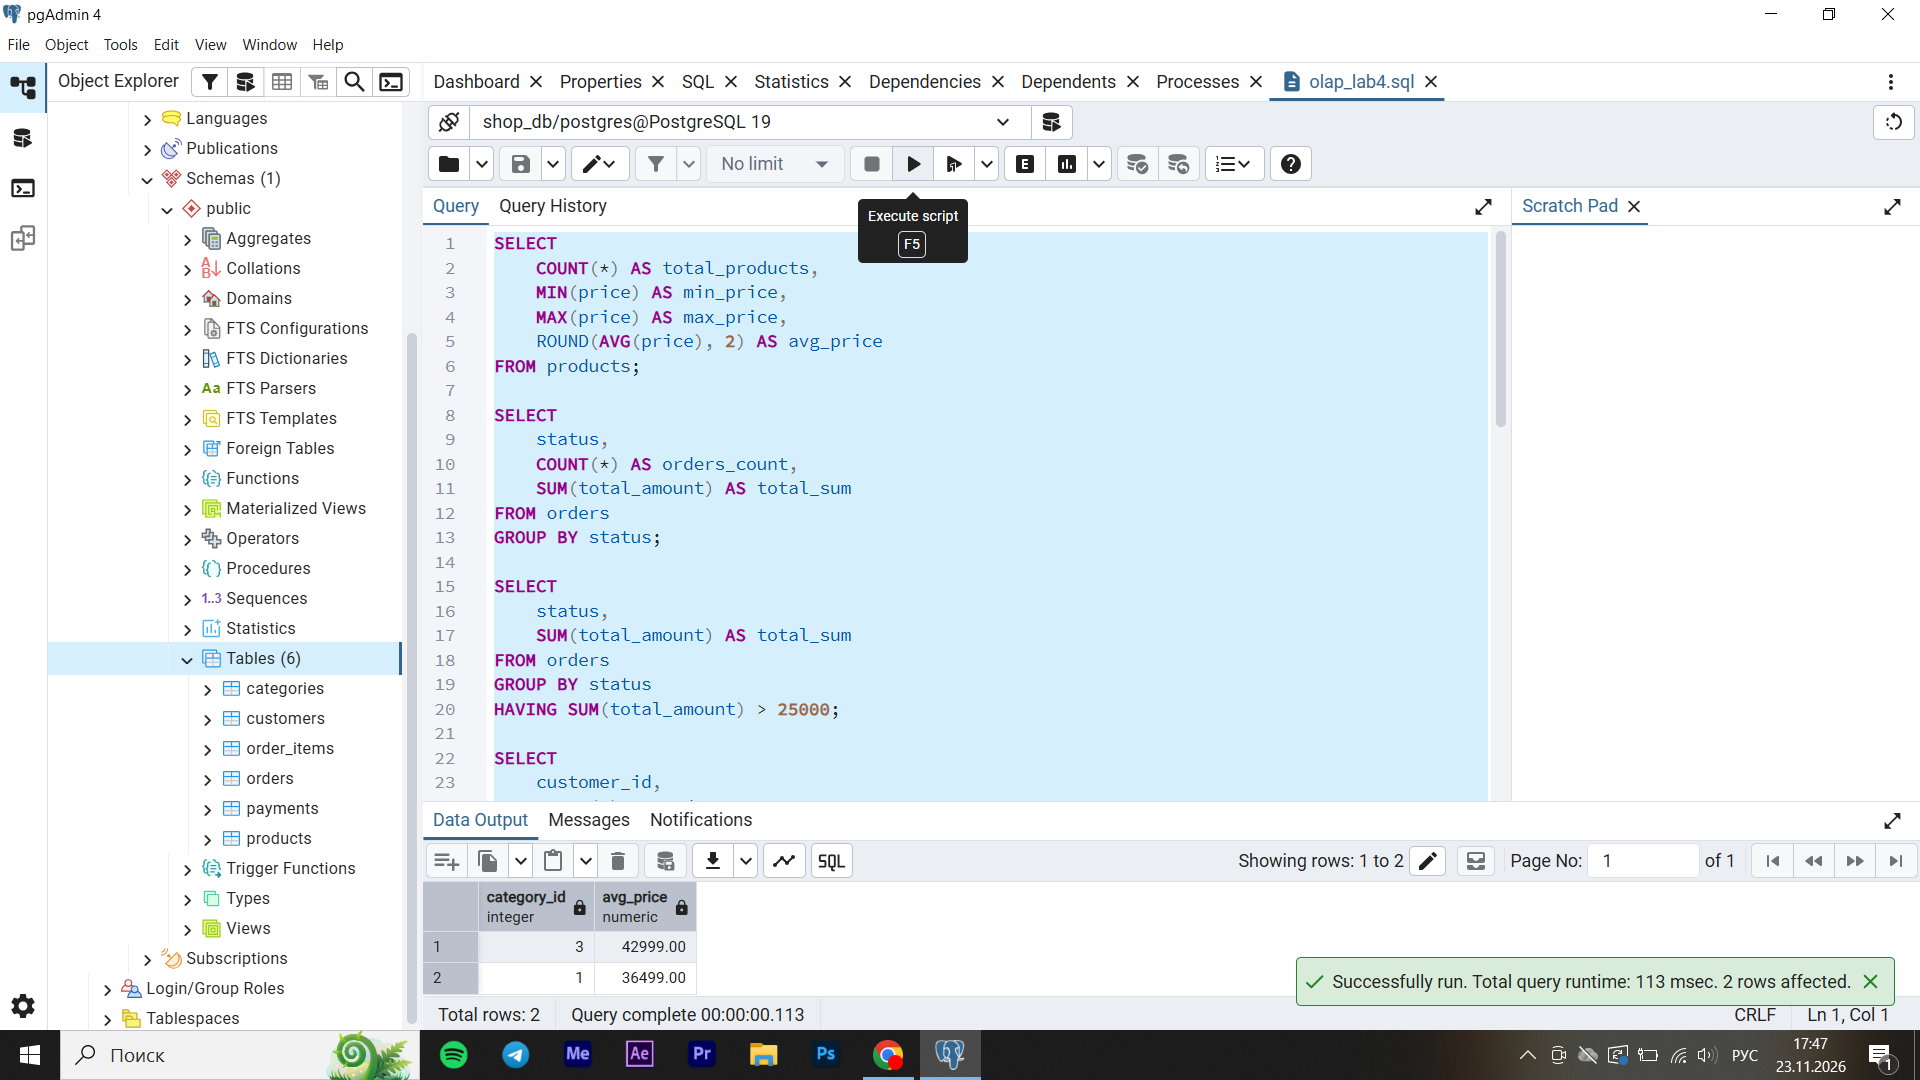 pgAdmin 4
File Object Tools Edit View Window Help
Object Explorer
Dashboard Properties SQL Statistics Dependencies Dependents Processes olap_lab4.sql
shop_db/postgres@PostgreSQL 19
No limit
Execute script
F5
Query Query History
Scratch Pad
Languages
Publications
Schemas (1)
public
Aggregates
Collations
Domains
FTS Configurations
FTS Dictionaries
Aa FTS Parsers
FTS Templates
Foreign Tables
Functions
Materialized Views
Operators
Procedures
1..3 Sequences
Statistics
Tables (6)
categories
customers
order_items
orders
payments
products
Trigger Functions
Types
Views
Subscriptions
Login/Group Roles
Tablespaces
1 SELECT
2 COUNT(*) AS total_products,
3 MIN(price) AS min_price,
4 MAX(price) AS max_price,
5 ROUND(AVG(price), 2) AS avg_price
6 FROM products;
7
8 SELECT
9 status,
10 COUNT(*) AS orders_count,
11 SUM(total_amount) AS total_sum
12 FROM orders
13 GROUP BY status;
14
15 SELECT
16 status,
17 SUM(total_amount) AS total_sum
18 FROM orders
19 GROUP BY status
20 HAVING SUM(total_amount) > 25000;
21
22 SELECT
23 customer_id,
Data Output Messages Notifications
SQL
Showing rows: 1 to 2 Page No: 1 of 1
category_id integer avg_price numeric
1 3 42999.00
2 1 36499.00
Successfully run. Total query runtime: 113 msec. 2 rows affected.
Total rows: 2 Query complete 00:00:00.113 CRLF Ln 1, Col 1
Поиск
Me Ae Pr Ps
РУС
17:47
23.11.2026
1